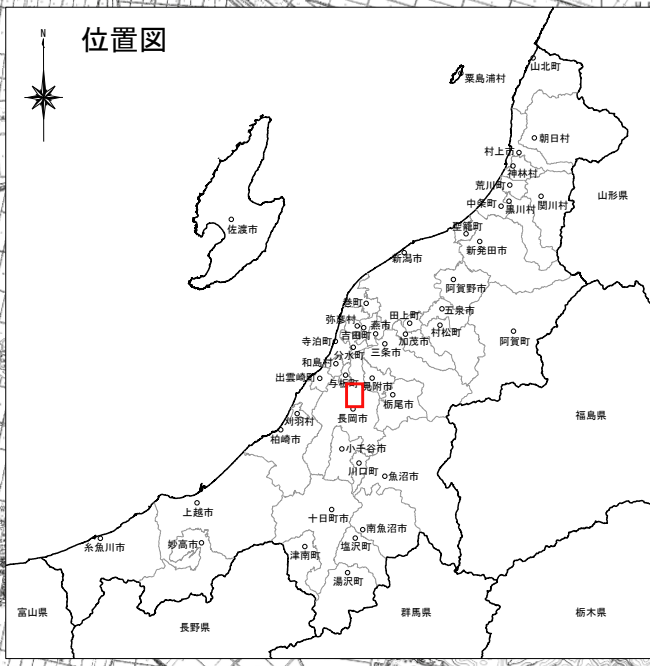 位置図
N
山北町
粟島浦村
朝日村
村上市
神林村
荒川町
山形県
中条町
黒川村
関川村
佐渡市
聖籠町
新発田市
新潟市
阿賀野市
巻町
五泉市
田上町
弥彦村
燕市
吉田町
村松町
阿賀町
寺泊町
加茂市
三条市
分水町
和島村
出雲崎町
与板町
見附市
栃尾市
福島県
刈羽村
長岡市
柏崎市
小千谷市
川口町
魚沼市
上越市
十日町市
南魚沼市
糸魚川市
妙高市
塩沢町
津南町
湯沢町
富山県
長野県
群馬県
栃木県